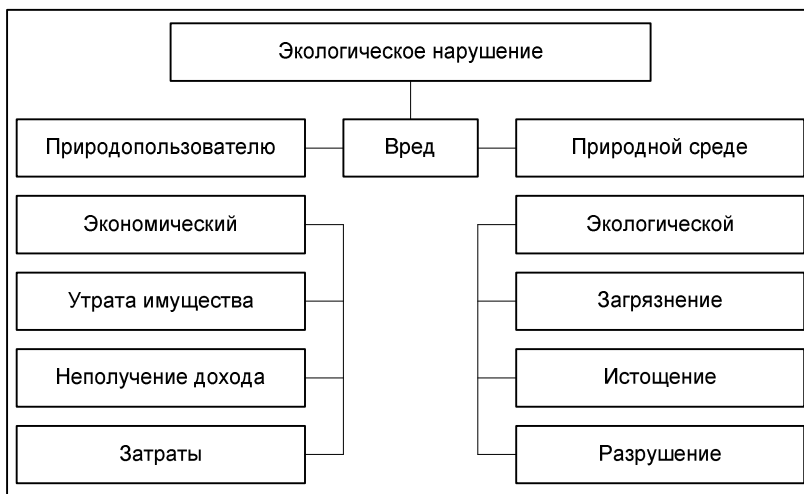 Экологическое нарушение
Природопользователю
Вред
Природной среде
Экономический
Экологической
Утрата имущества
Загрязнение
Неполучение дохода
Истощение
Затраты
Разрушение